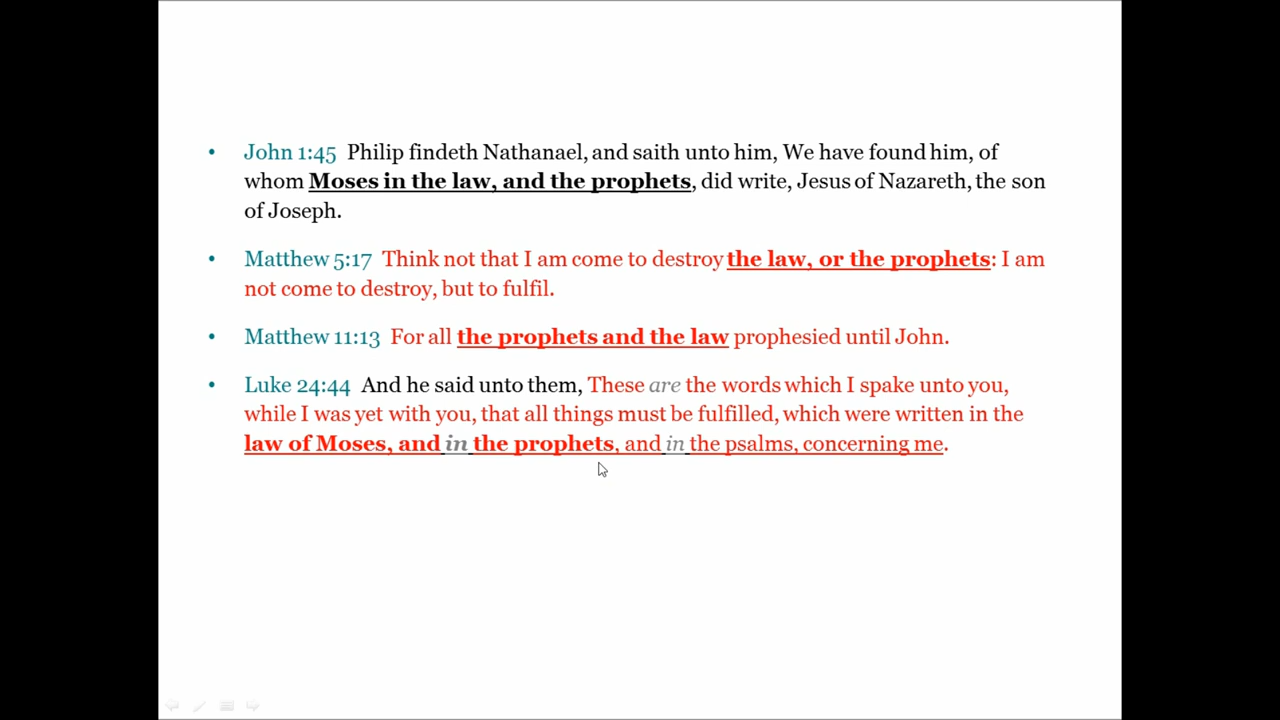 • John 1:45 Philip findeth Nathanael, and saith unto him, We have found him, of
whom Moses in the law, and the prophets, did write, Jesus of Nazareth, the son
of Joseph.
• Matthew 5:17 Think not that I am come to destroy the law, or the prophets: I am
not come to destroy, but to fulfil.
• Matthew 11:13 For all the prophets and the law prophesied until John.
• Luke 24:44 And he said unto them, These are the words which I spake unto you,
while I was yet with you, that all things must be fulfilled, which were written in the
law of Moses, and in the prophets, and in the psalms, concerning me.